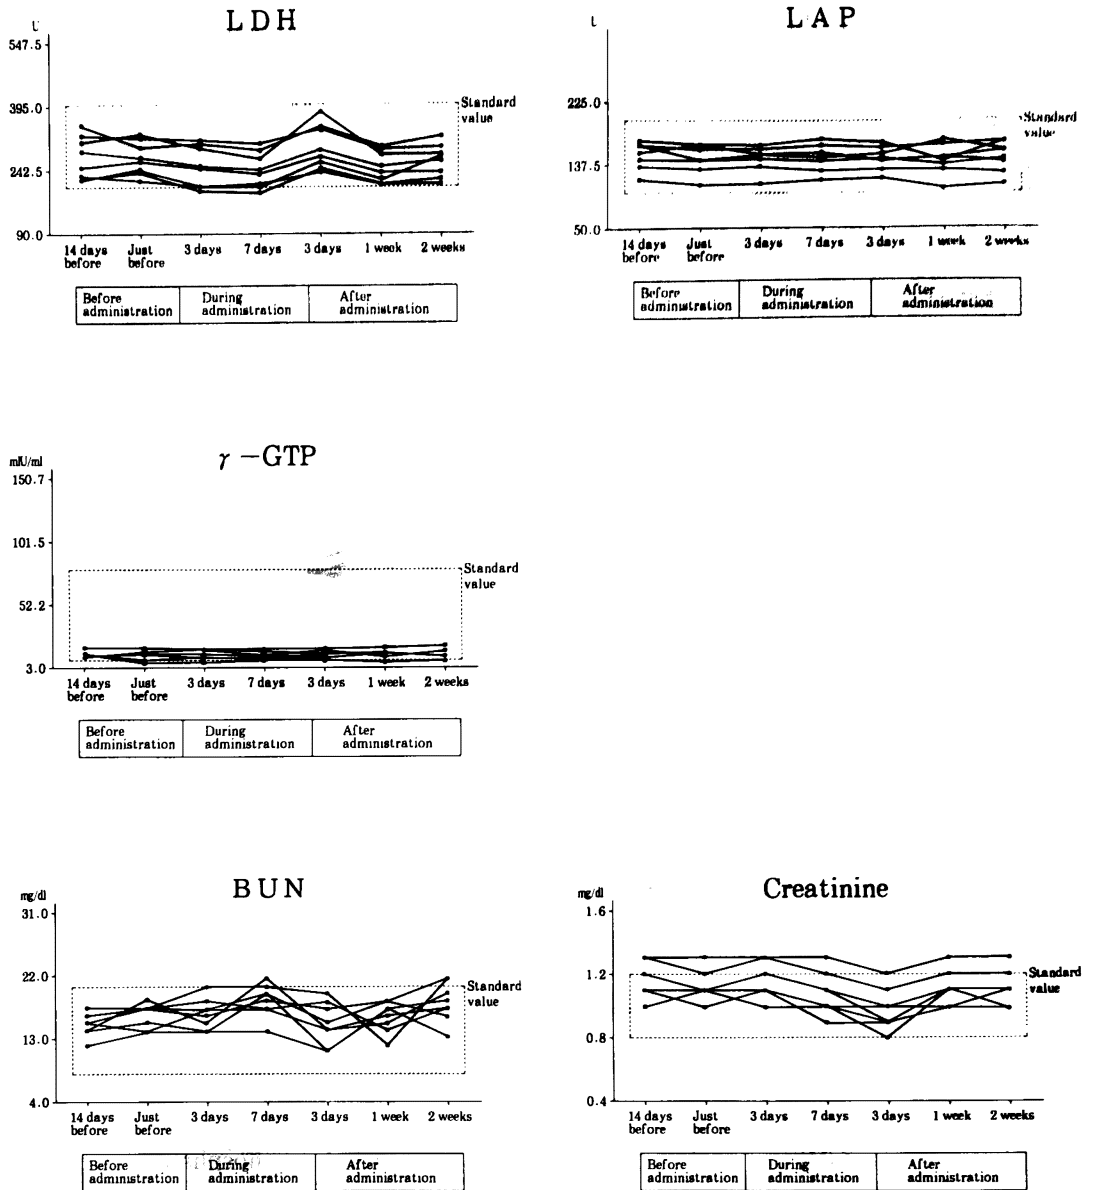 LDH
U
547.5
395.0
242.5
90.0
Standard
value
14 days
before
Just
before
3 days
7 days
3 days
1 week
2 weeks
Before
administration
During
administration
After
administration
LAP
225.0
137.5
50.0
Standard
value
14 days
before
Just
before
3 days
7 days
3 days
1 week
2 weeks
Before
administration
During
administration
After
administration
γ-GTP
mIU/ml
150.7
101.5
52.2
3.0
Standard
value
14 days
before
Just
before
3 days
7 days
3 days
1 week
2 weeks
Before
administration
During
administration
After
administration
BUN
mg/dl
31.0
22.0
13.0
4.0
Standard
value
14 days
before
Just
before
3 days
7 days
3 days
1 week
2 weeks
Before
administration
During
administration
After
administration
Creatinine
mg/dl
1.6
1.2
0.8
0.4
Standard
value
14 days
before
Just
before
3 days
7 days
3 days
1 week
2 weeks
Before
administration
During
administration
After
administration